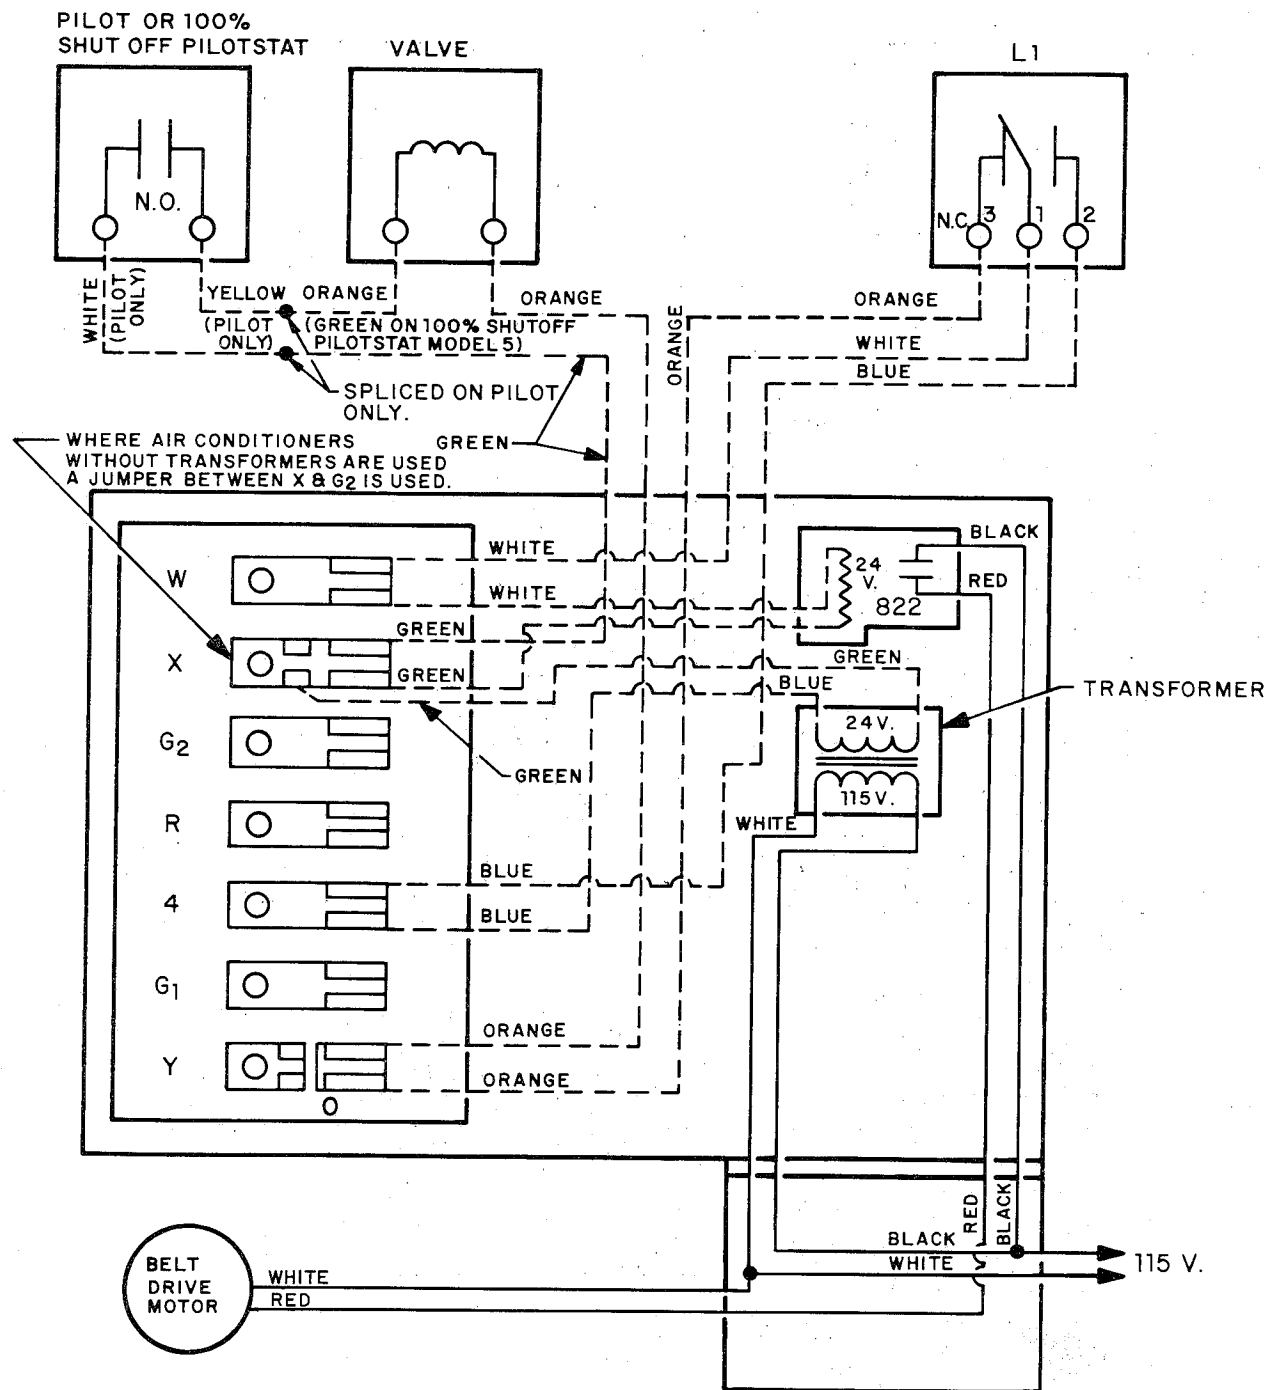 PILOT OR 100%
SHUT OFF PILOTSTAT
VALVE
L1
N.O.
N.C.
3
1
2
WHITE
(PILOT
ONLY)
YELLOW
ORANGE
(PILOT
ONLY)
(GREEN ON 100% SHUTOFF
PILOTSTAT MODEL 5)
ORANGE
ORANGE
ORANGE
WHITE
BLUE
SPLICED ON PILOT
ONLY.
GREEN
WHERE AIR CONDITIONERS
WITHOUT TRANSFORMERS ARE USED
A JUMPER BETWEEN X & G2 IS USED.
W
WHITE
WHITE
BLACK
24
V.
RED
822
X
GREEN
GREEN
GREEN
BLUE
TRANSFORMER
G2
24V.
GREEN
115V.
R
WHITE
4
BLUE
BLUE
G1
Y
ORANGE
ORANGE
O
RED
BLACK
BLACK
WHITE
115 V.
BELT
DRIVE
MOTOR
WHITE
RED